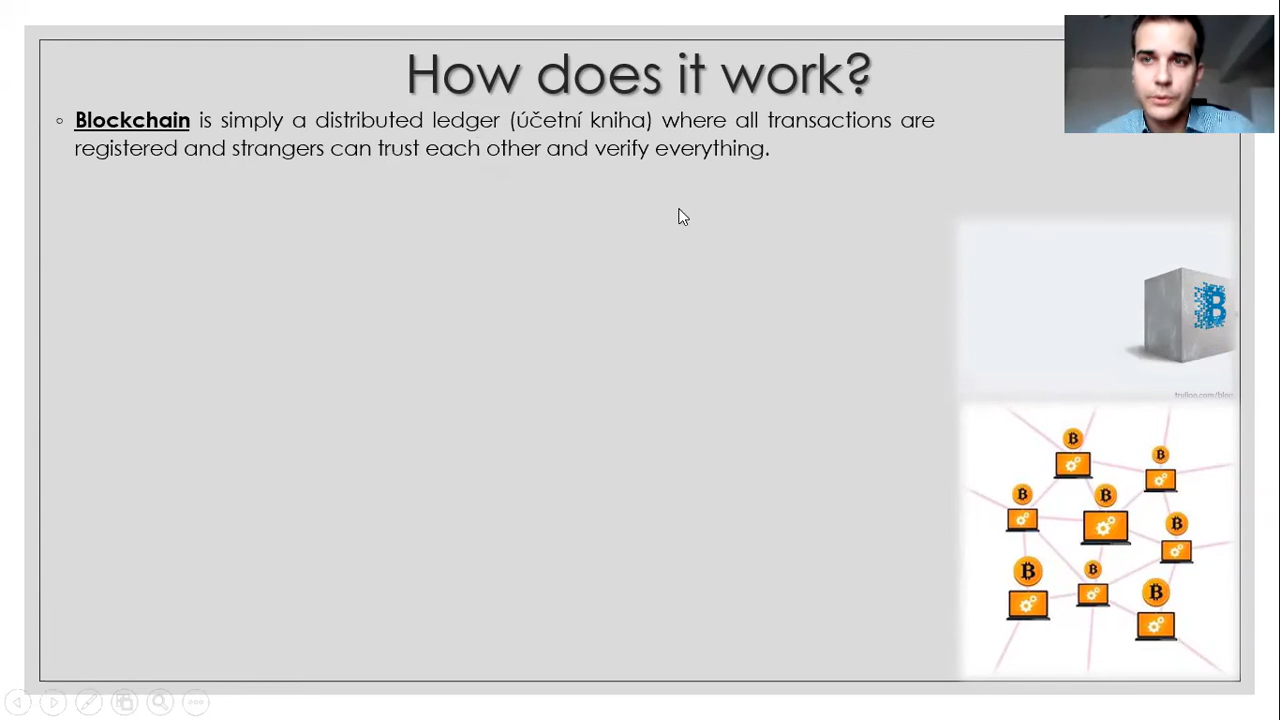 How does it work?
◦ Blockchain is simply a distributed ledger (účetní kniha) where all transactions are
registered and strangers can trust each other and verify everything.